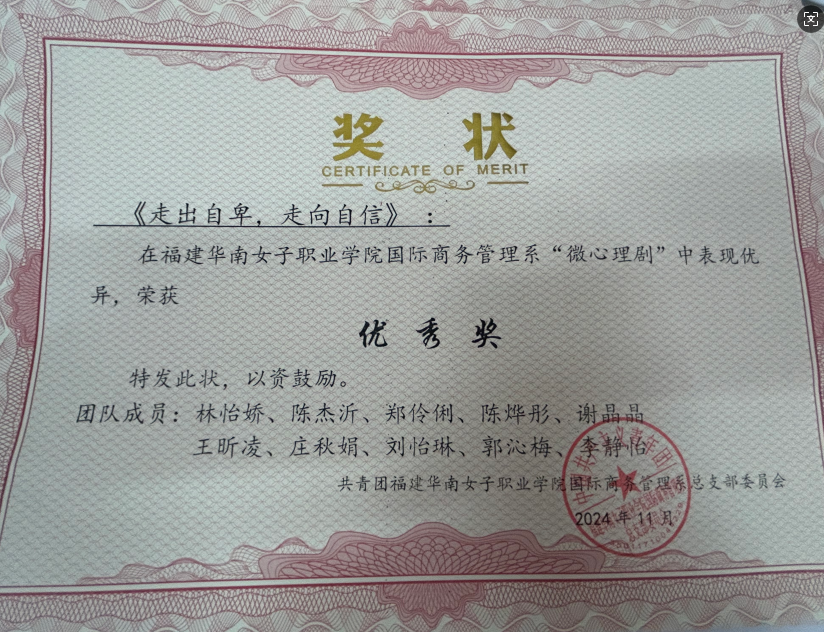 奖 状
CERTIFICATE OF MERIT
《走出自卑，走向自信》：
在福建华南女子职业学院国际商务管理系“微心理剧”中表现优
异，荣获
优 秀 奖
特发此状，以资鼓励。
团队成员：林怡娇、陈杰沂、郑伶俐、陈烨彤、谢晶晶
王昕凌、庄秋娟、刘怡琳、郭沁梅、李静怡
共青团福建华南女子职业学院国际商务管理系总支部委员会
2024 年 11 月